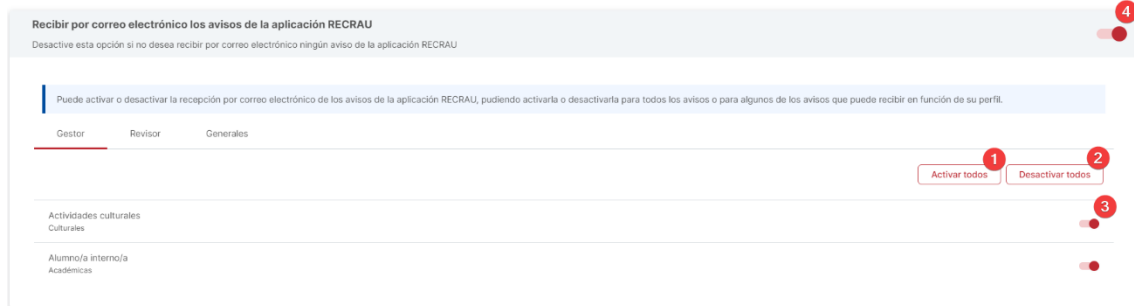 4
Recibir por correo electrónico los avisos de la aplicación RECRAU
Desactive esta opción si no desea recibir por correo electrónico ningún aviso de la aplicación RECRAU
Puede activar o desactivar la recepción por correo electrónico de los avisos de la aplicación RECRAU, pudiendo activarla o desactivarla para todos los avisos o para algunos de los avisos que puede recibir en función de su perfil.
Gestor Revisor Generales
1 2
Activar todos Desactivar todos
3
Actividades culturales
Culturales
Alumno/a interno/a
Académicas